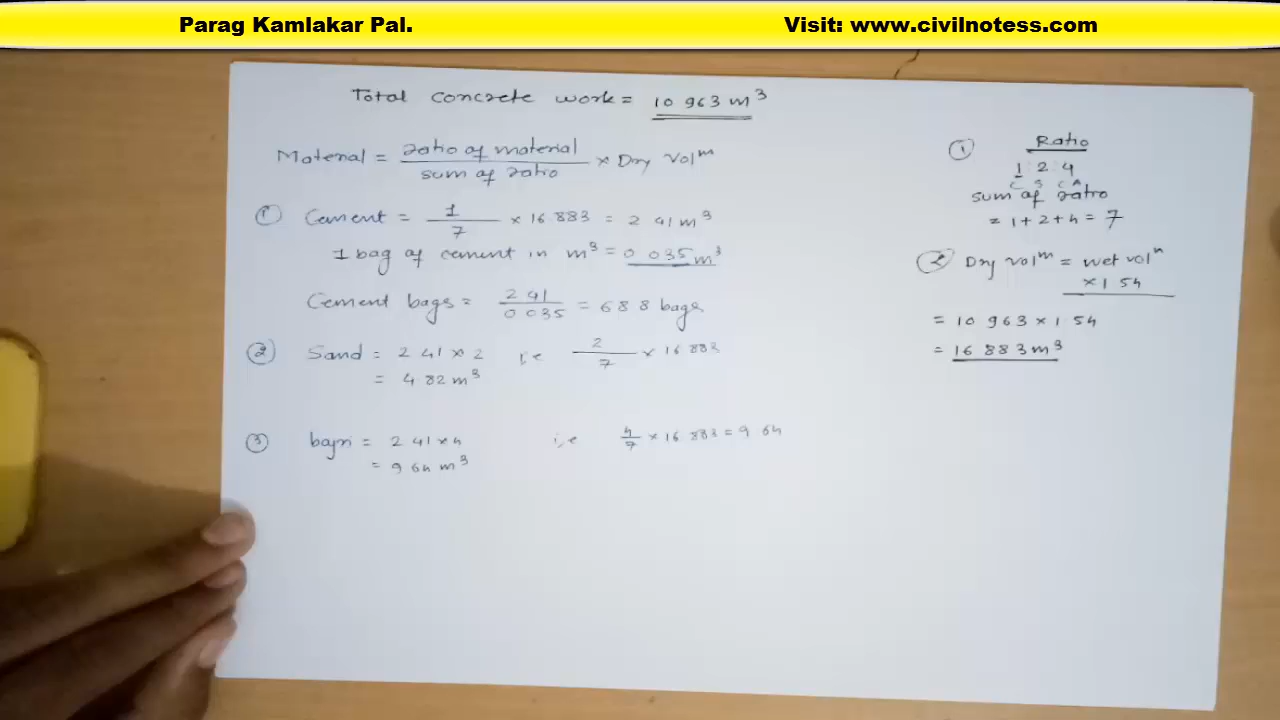 Parag Kamlakar Pal.
Visit: www.civilnotess.com
Total concrete work = 10 963 m³
Material = ratio of material / sum of ratio × Dry Volm
① Cement = 1/7 × 16 883 = 2 41 m³
1 bag of cement in m³ = 0 035 m³
Cement bags = 2 41 / 0 035 = 68 8 bags
② Sand = 2 41 × 2 i,e 2/7 × 16 883
= 4 82 m³
③ bajri = 2 41 × 4 i,e 4/7 × 16 883 = 9 64
= 9 64 m³
① Ratio
1 2 4
C S C A
sum of ratio
= 1 + 2 + 4 = 7
② Dry volm = wet voln
× 1 54
= 10 963 × 1 54
= 16 883 m³